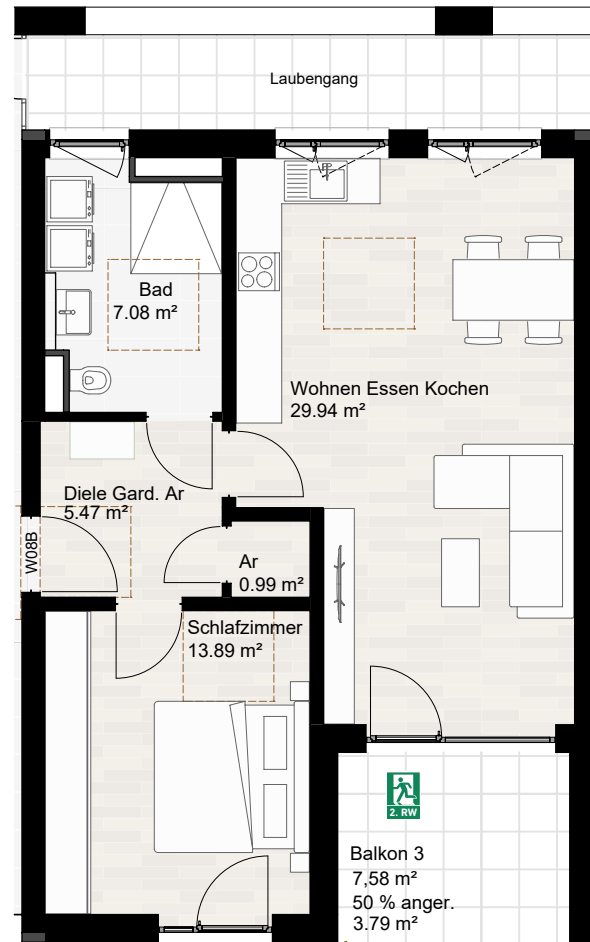 Laubengang
Bad
7.08 m²
Wohnen Essen Kochen
29.94 m²
Diele Gard. Ar
5.47 m²
W08B
Ar
0.99 m²
Schlafzimmer
13.89 m²
2. RW
Balkon 3
7,58 m²
50 % anger.
3.79 m²